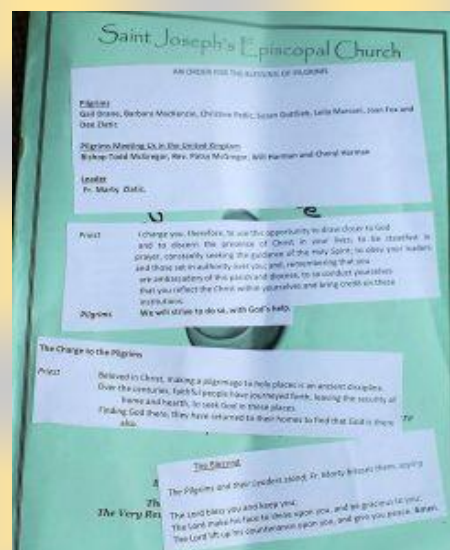 Saint Joseph's Episcopal Church
AN ORDER FOR THE BLESSING OF PILGRIMS
Pilgrims
Gail Drane, Barbara MacKenzie, Christine Petic, Susan Gottlieb, Leila Mansori, Joan Fox and
Dee Zlatic
Pilgrims Meeting Us in the United Kingdom
Bishop Todd McGregor, Rev. Patsy McGregor, Will Harman and Cheryl Harman
Leader
Fr. Marty Zlatic.
Priest I charge you, therefore, to use this opportunity to draw closer to God
and to discern the presence of Christ in your lives, to be steadfast in
prayer, constantly seeking the guidance of the Holy Spirit; to obey your leaders
and those set in authority over you; and, remembering that you
are ambassadors of this parish and diocese, to so conduct yourselves
that you reflect the Christ within yourselves and bring credit on these
institutions.
Pilgrims We will strive to do so, with God's help.
The Charge to the Pilgrims
Priest Beloved in Christ, making a pilgrimage to holy places is an ancient discipline.
Over the centuries, faithful people have journeyed forth, leaving the security of
home and hearth, to seek God in these places.
Finding God there, they have returned to their homes to find that God is there
also.
The Blessing
The Pilgrims and their Leaders stand; Fr. Marty blesses them, saying
The Lord bless you and keep you;
The Lord make his face to shine upon you, and be gracious to you;
The Lord lift up his countenance upon you, and give you peace. Amen.
Th
The Very Rev